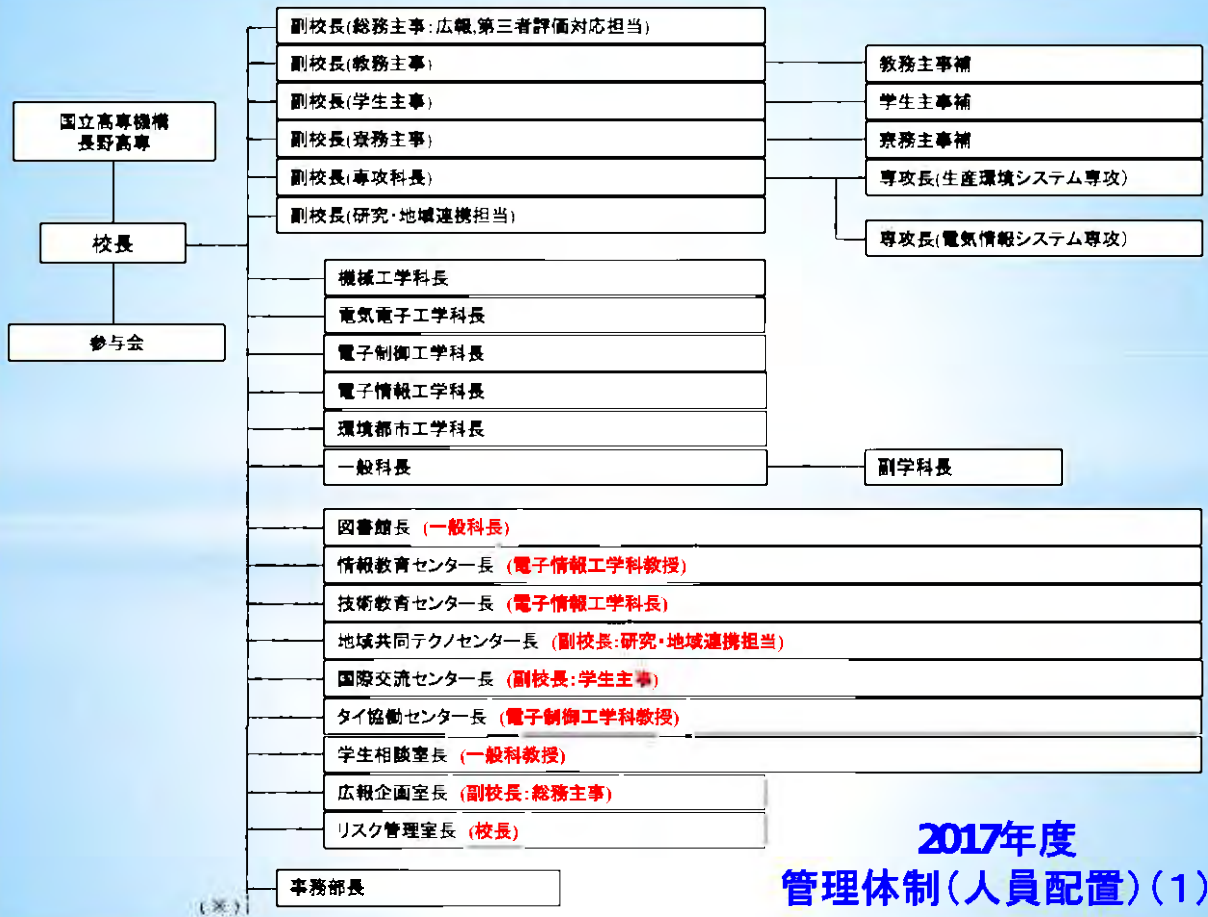 国立高専機構
長野高専
校長
参与会
副校長(総務主事:広報,第三者評価対応担当)
副校長(教務主事)
副校長(学生主事)
副校長(寮務主事)
副校長(専攻科長)
副校長(研究・地域連携担当)
教務主事補
学生主事補
寮務主事補
専攻長(生産環境システム専攻)
専攻長(電気情報システム専攻)
機械工学科長
電気電子工学科長
電子制御工学科長
電子情報工学科長
環境都市工学科長
一般科長
副学科長
図書館長 (一般科長)
情報教育センター長 (電子情報工学科教授)
技術教育センター長 (電子情報工学科長)
地域共同テクノセンター長 (副校長:研究・地域連携担当)
国際交流センター長 (副校長:学生主事)
タイ協働センター長 (電子制御工学科教授)
学生相談室長 (一般科教授)
広報企画室長 (副校長:総務主事)
リスク管理室長 (校長)
事務部長
(※)
2017年度
管理体制(人員配置)(1)